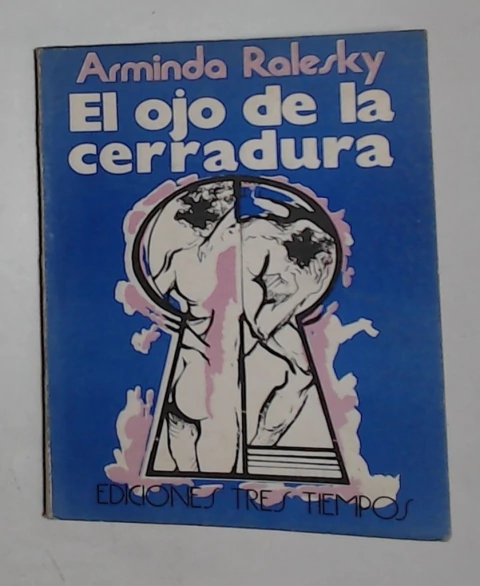 Arminda Ralesky
El ojo de la
cerradura
EDICIONES TRES TIEMPOS